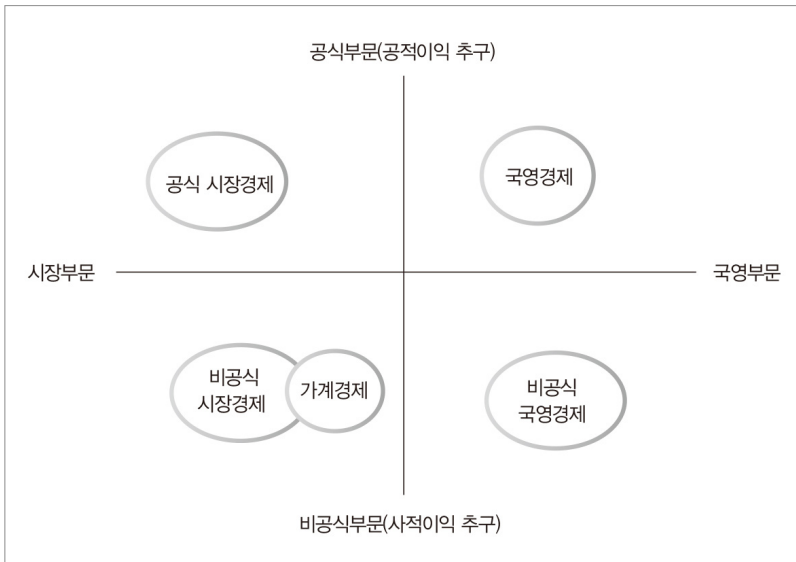 공식부문(공적이익 추구)
공식 시장경제
국영경제
시장부문
국영부문
비공식
시장경제
가계경제
비공식
국영경제
비공식부문(사적이익 추구)